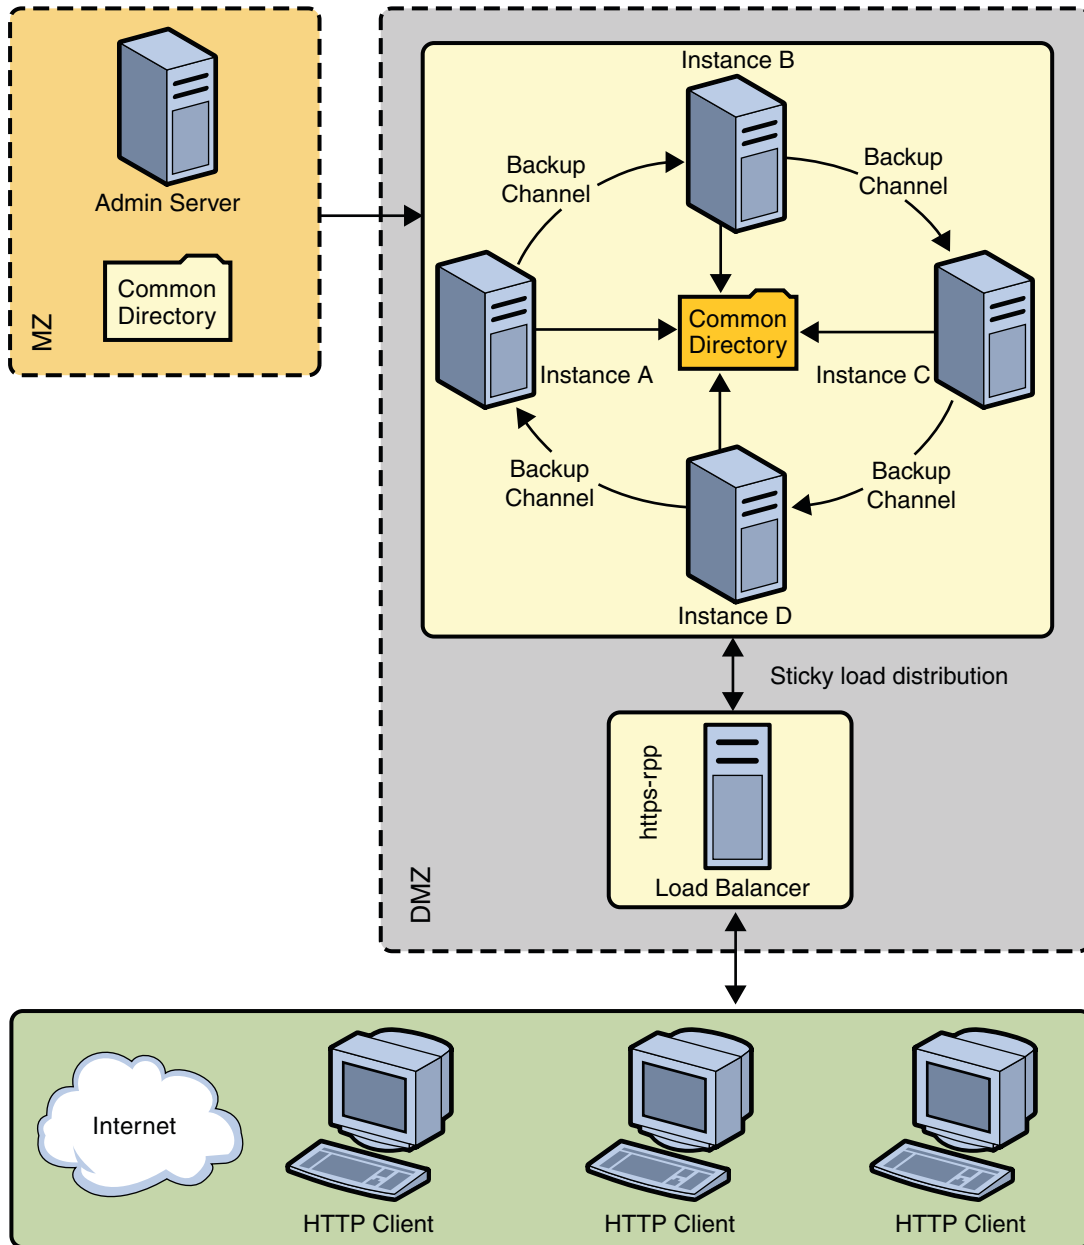 Admin Server
Common
Directory
MZ
Instance B
Backup
Channel
Backup
Channel
Common
Directory
Instance A
Instance C
Backup
Channel
Backup
Channel
Instance D
Sticky load distribution
https-rpp
Load Balancer
DMZ
Internet
HTTP Client
HTTP Client
HTTP Client